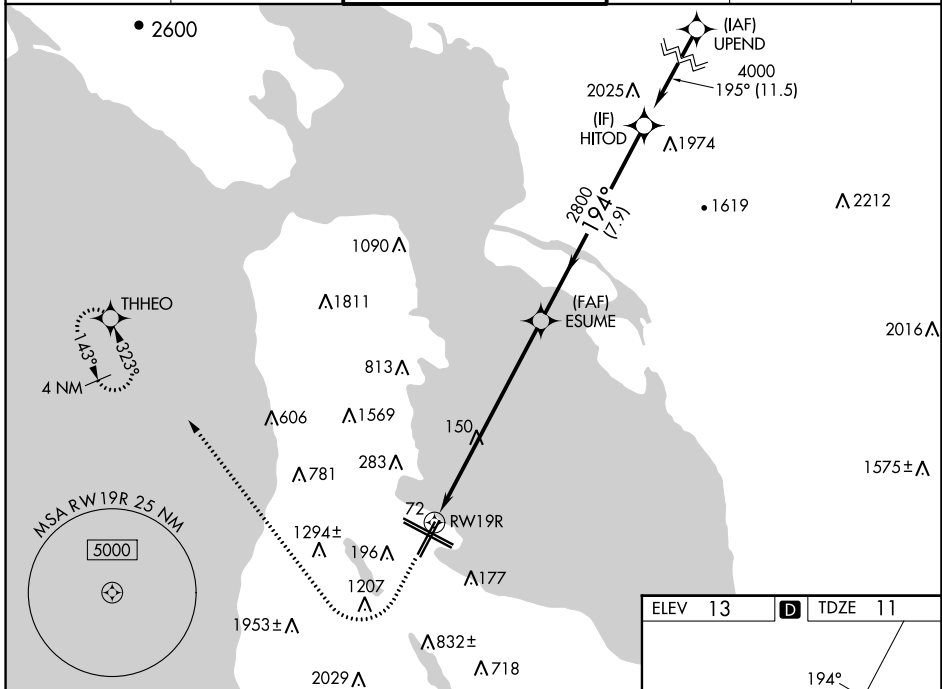 2600
(IAF)
UPEND
4000
195° (11.5)
2025
(IF)
HITOD
1974
2800
194°
(7.9)
1619
2212
1090
THHEO
1811
(FAF)
ESUME
2016
143°
323°
4 NM
813
606
1569
150
283
781
1575±
MSA RW19R 25 NM
5000
72
RW19R
1294±
196
177
1207
1953±
832±
718
2029
ELEV 13
D
TDZE 11
194°